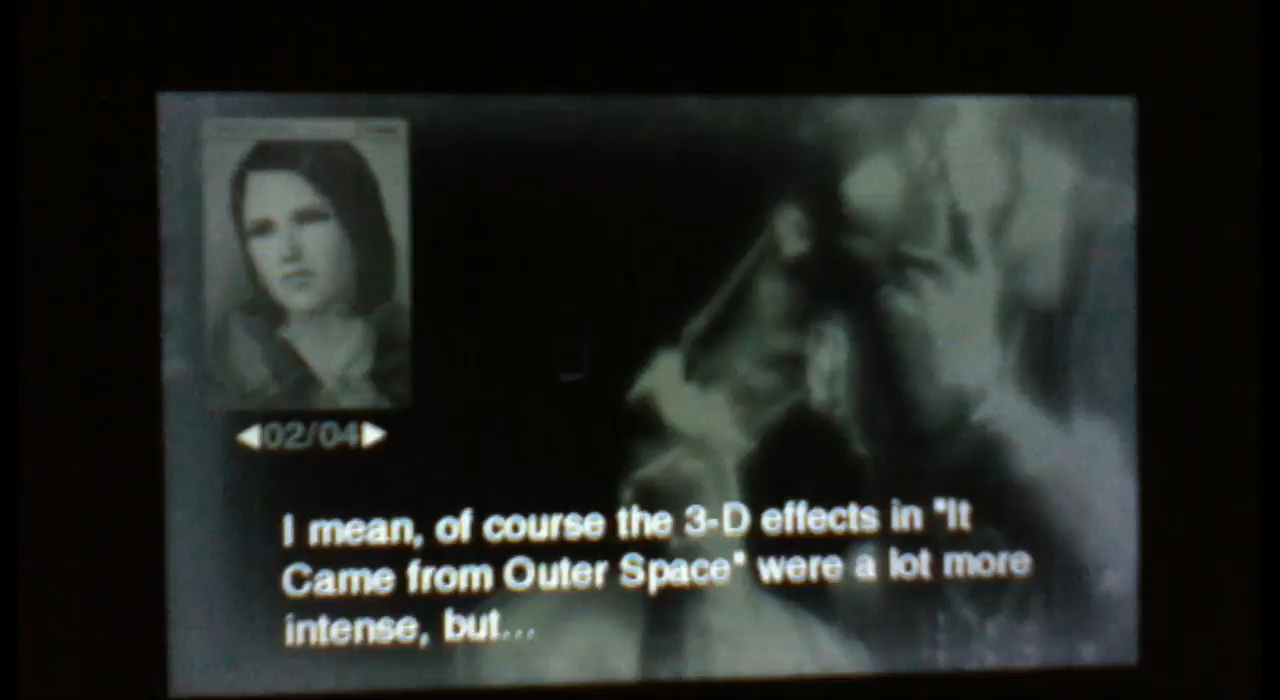 ◀02/04▶
I mean, of course the 3-D effects in "It
Came from Outer Space" were a lot more
intense, but...